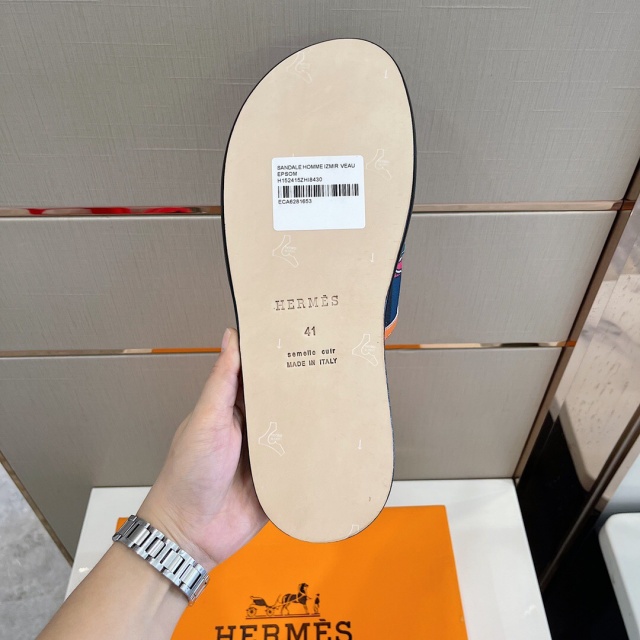 SANDALE HOMME IZMIR VEAU
EPSOM
H152415ZHI8430
ECA6281653
HERMÈS
41
semelle cuir
MADE IN ITALY
HERMÈS